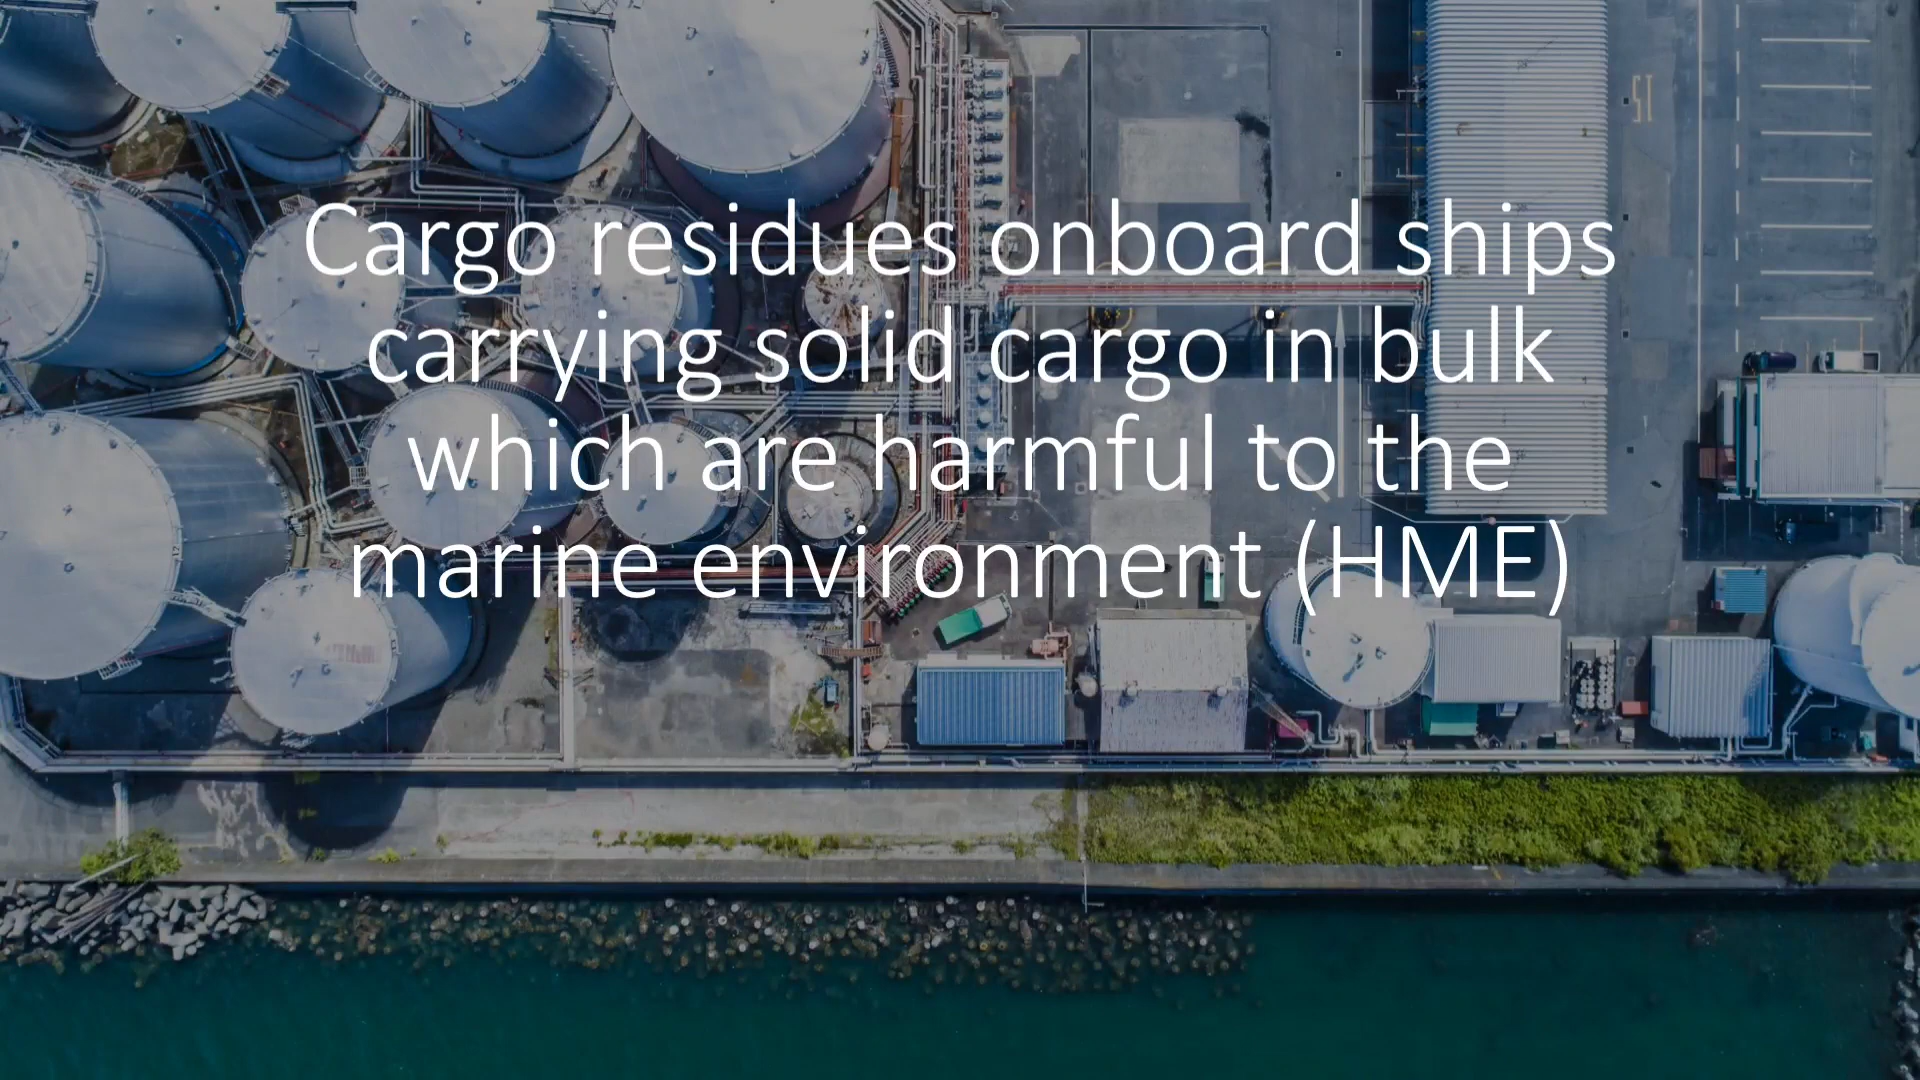 Cargo residues onboard ships
carrying solid cargo in bulk
which are harmful to the
marine environment (HME)